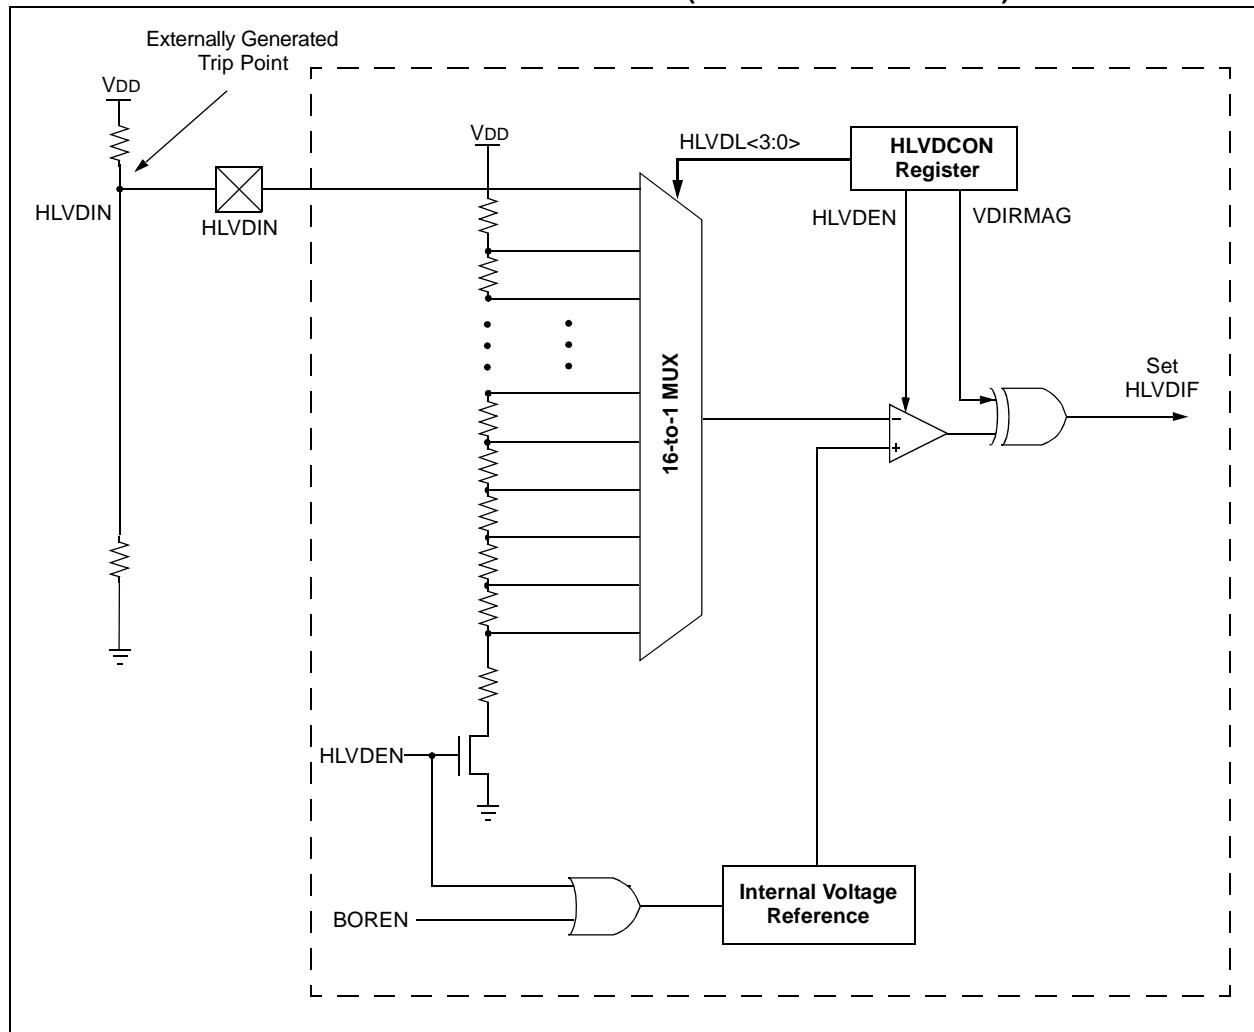 Externally Generated
Trip Point
VDD
VDD
HLVDL<3:0>
HLVDCON
Register
HLVDIN
HLVDIN
HLVDEN
VDIRMAG
16-to-1 MUX
Set
HLVDIF
−
+
HLVDEN
BOREN
Internal Voltage
Reference